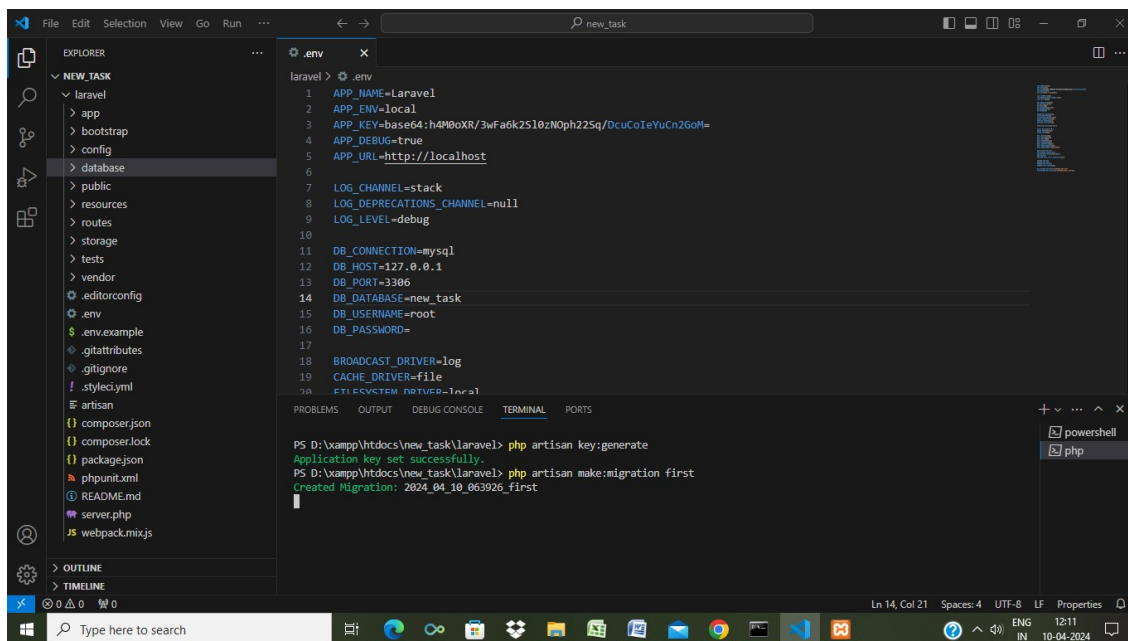 File Edit Selection View Go Run ···
new_task
EXPLORER
NEW_TASK
laravel
app
bootstrap
config
database
public
resources
routes
storage
tests
vendor
.editorconfig
.env
.env.example
.gitattributes
.gitignore
.styleci.yml
artisan
composer.json
composer.lock
package.json
phpunit.xml
README.md
server.php
webpack.mix.js
OUTLINE
TIMELINE
.env
laravel > .env
1 APP_NAME=Laravel
2 APP_ENV=local
3 APP_KEY=base64:h4M0oXR/3wFa6k2Sl0zNOph22Sq/DcuCoIeYuCn2GoM=
4 APP_DEBUG=true
5 APP_URL=http://localhost
6
7 LOG_CHANNEL=stack
8 LOG_DEPRECATIONS_CHANNEL=null
9 LOG_LEVEL=debug
10
11 DB_CONNECTION=mysql
12 DB_HOST=127.0.0.1
13 DB_PORT=3306
14 DB_DATABASE=new_task
15 DB_USERNAME=root
16 DB_PASSWORD=
17
18 BROADCAST_DRIVER=log
19 CACHE_DRIVER=file
20 FILESYSTEM_DRIVER=local
PROBLEMS OUTPUT DEBUG CONSOLE TERMINAL PORTS
PS D:\xampp\htdocs\new_task\laravel> php artisan key:generate
Application key set successfully.
PS D:\xampp\htdocs\new_task\laravel> php artisan make:migration first
Created Migration: 2024_04_10_063926_first
powershell
php
0 0 0
Ln 14, Col 21 Spaces: 4 UTF-8 LF Properties
Type here to search
ENG 12:11
IN 10-04-2024